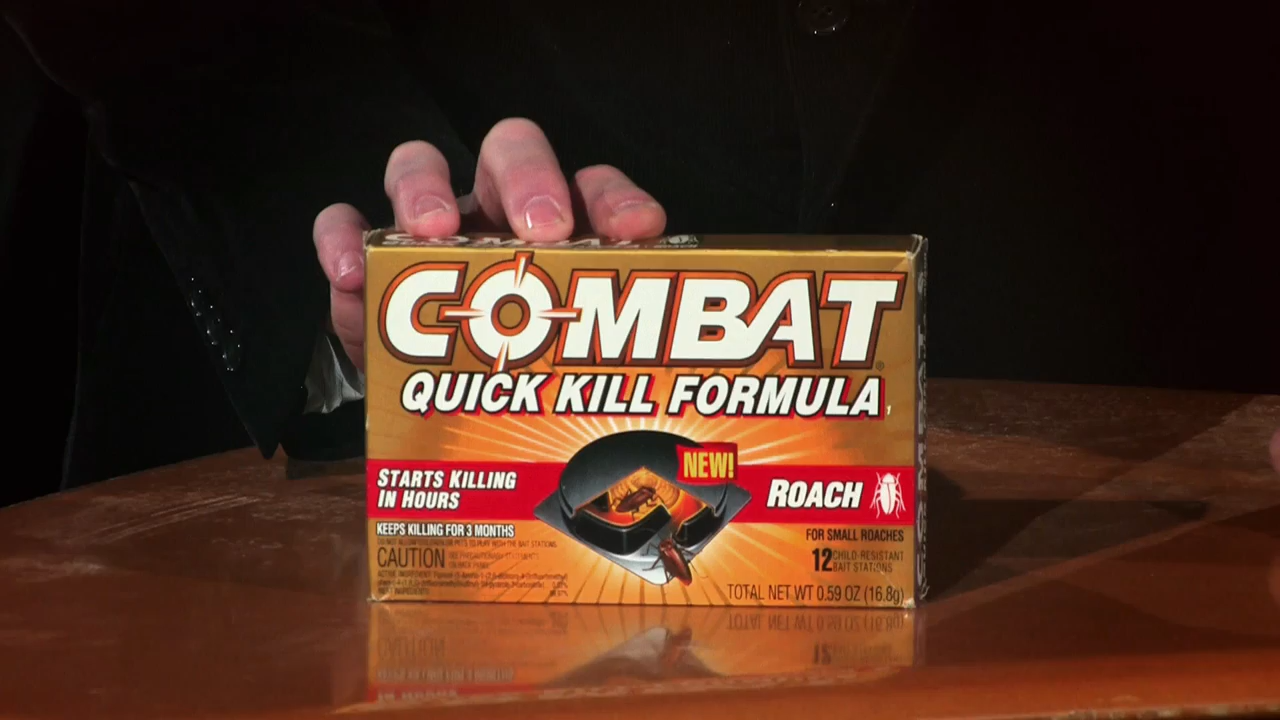 COMBAT
QUICK KILL FORMULA
NEW!
STARTS KILLING
IN HOURS
ROACH
KEEPS KILLING FOR 3 MONTHS
CAUTION
FOR SMALL ROACHES
12 CHILD-RESISTANT
BAIT STATIONS
TOTAL NET WT 0.59 OZ (16.8g)